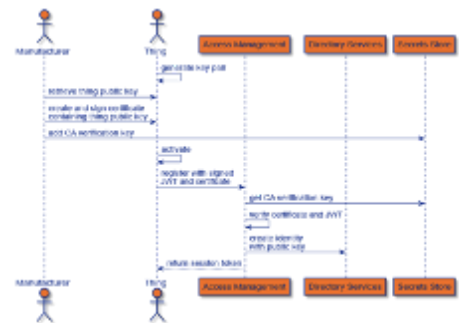 Manufacturer
Thing
Access Management
Directory Services
Secrets Store
generate key pair
retrieve thing public key
create and sign certificate
containing thing public key
add CA verification key
activate
register with signed
JWT and certificate
get CA verification key
verify certificate and JWT
create identity
with public key
return session token
Manufacturer
Thing
Access Management
Directory Services
Secrets Store